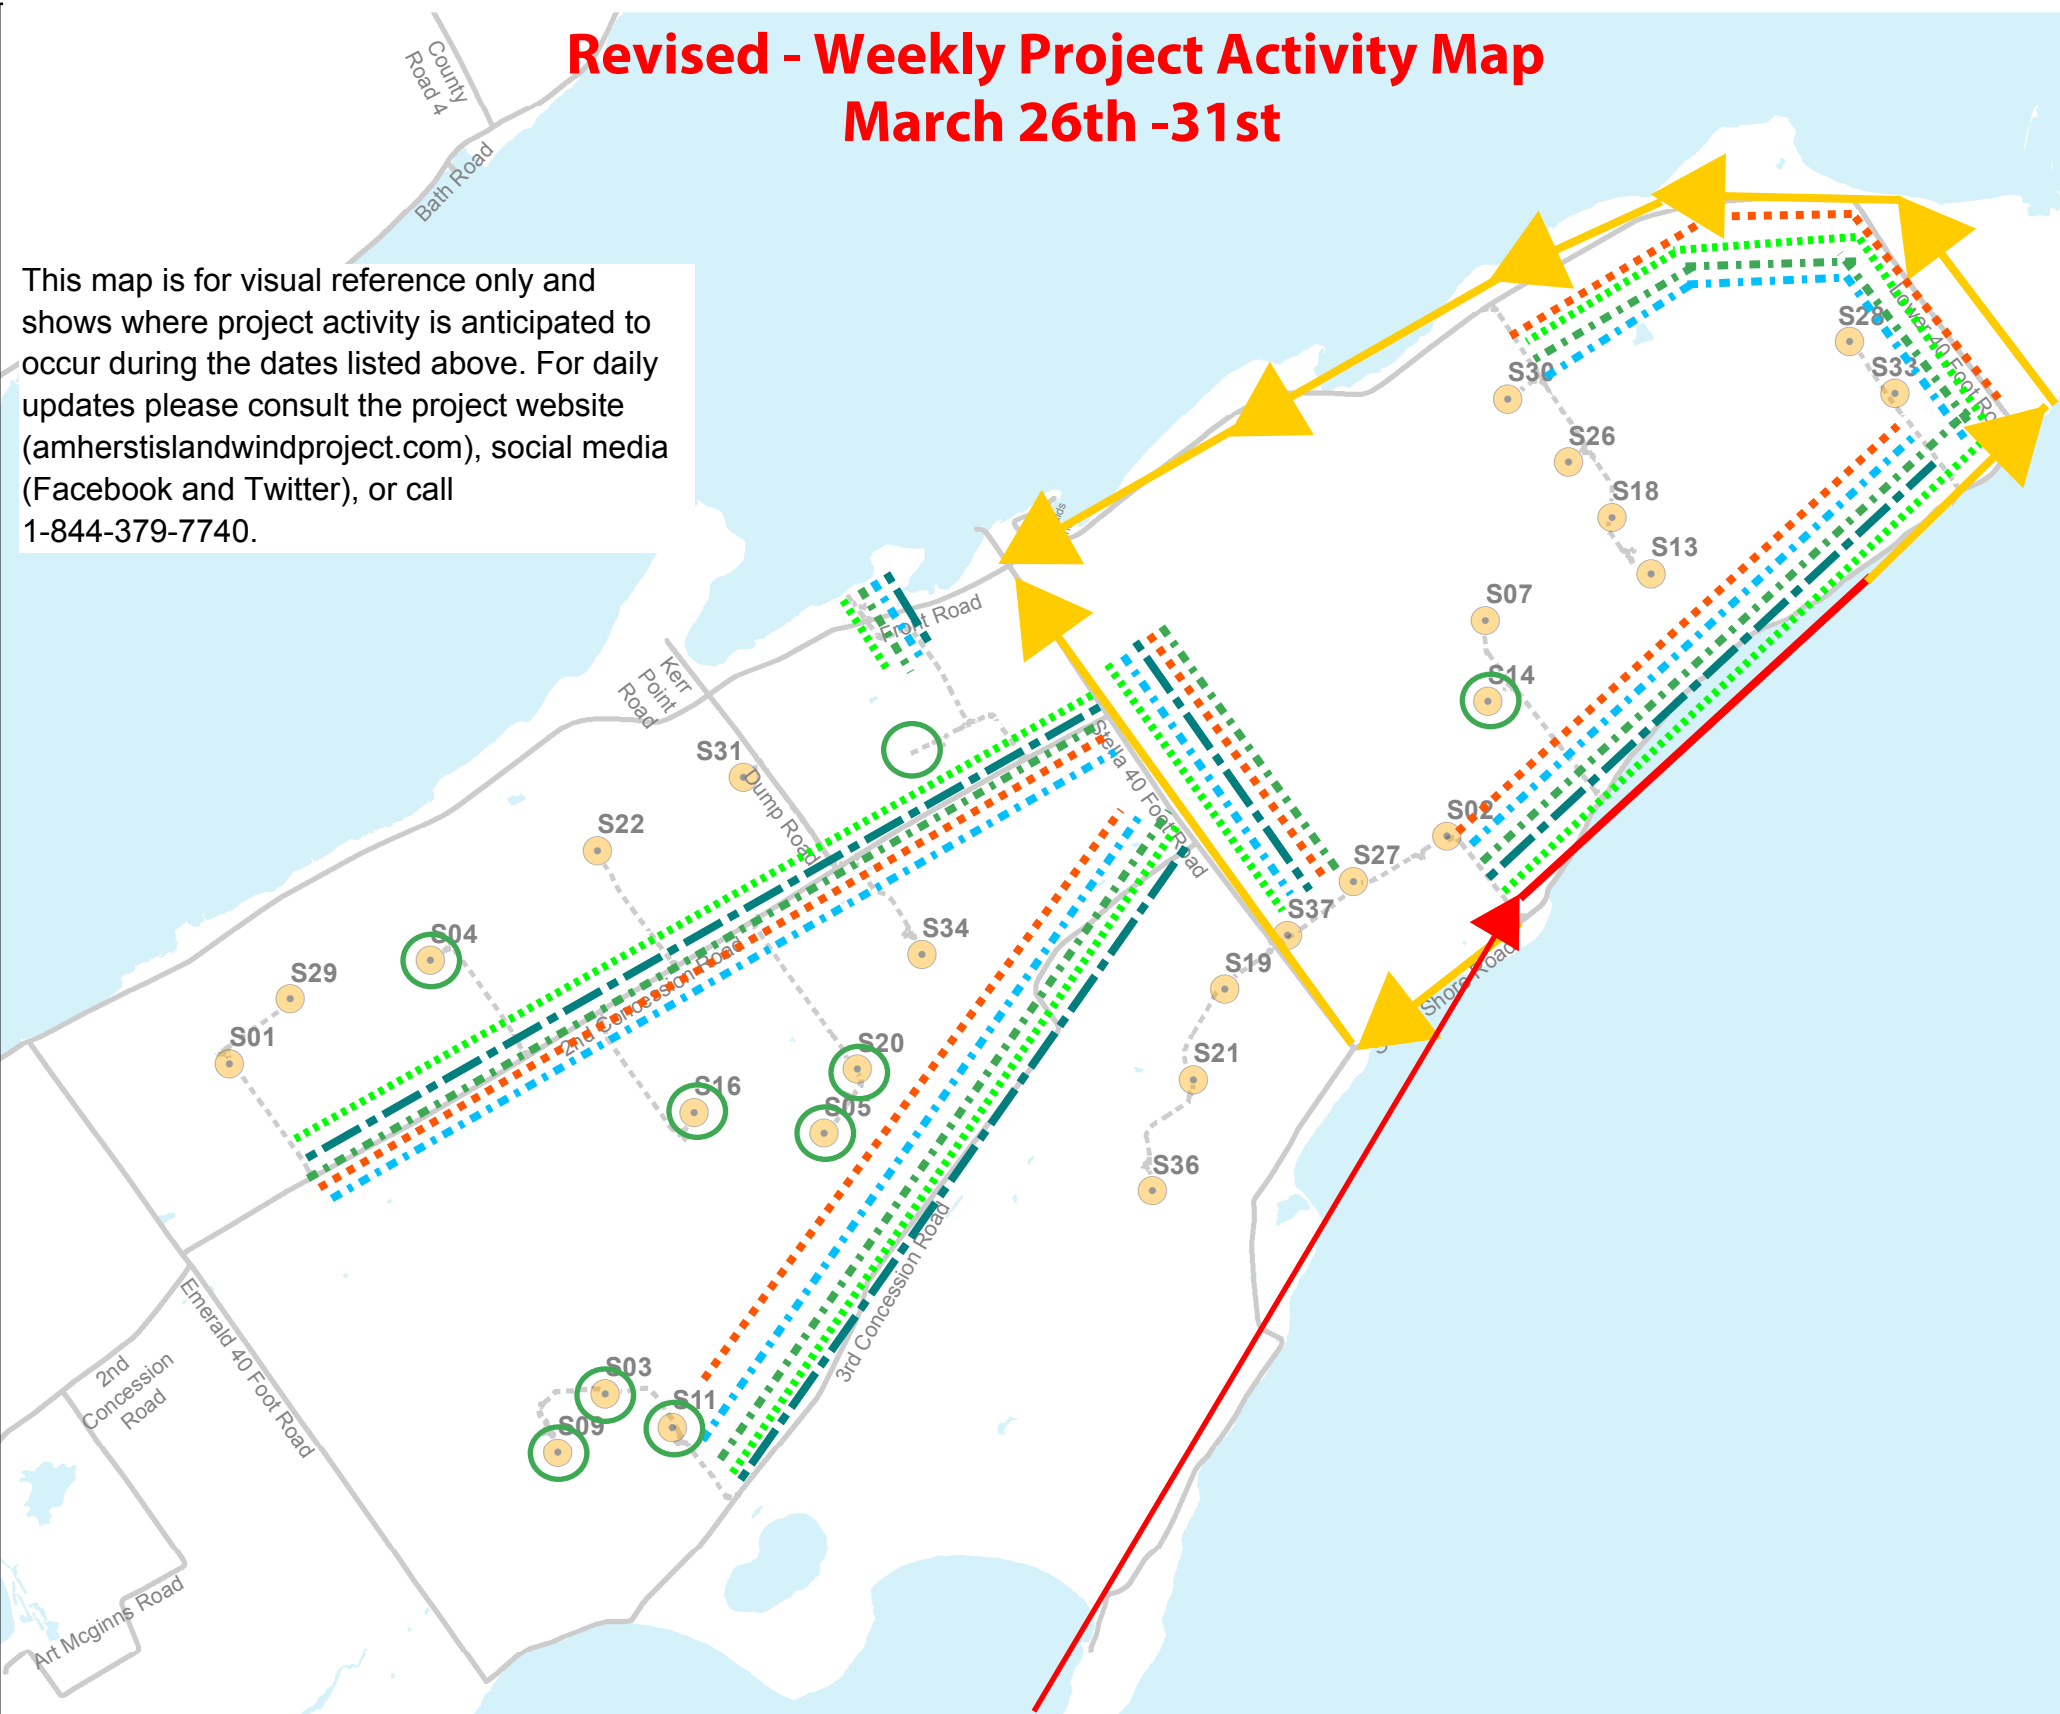 Revised - Weekly Project Activity Map
March 26th -31st
County
Road 4
Bath Road
This map is for visual reference only and
shows where project activity is anticipated to
occur during the dates listed above. For daily
updates please consult the project website
(amherstislandwindproject.com), social media
(Facebook and Twitter), or call
1-844-379-7740.
S28
Lower 40 Foot Ro
S33
S30
S26
S18
S13
S07
S14
Front Road
Kerr
Point
Road
S31
Dump Road
Stella 40 Foot Road
S22
S02
S27
S37
S34
S04
2nd Concession Road
S19
Shore Road
S29
S01
S20
S21
S16
S05
S36
3rd Concession Road
Emerald 40 Foot Road
2nd
Concession
Road
S03
S11
S09
Art Mcginns Road